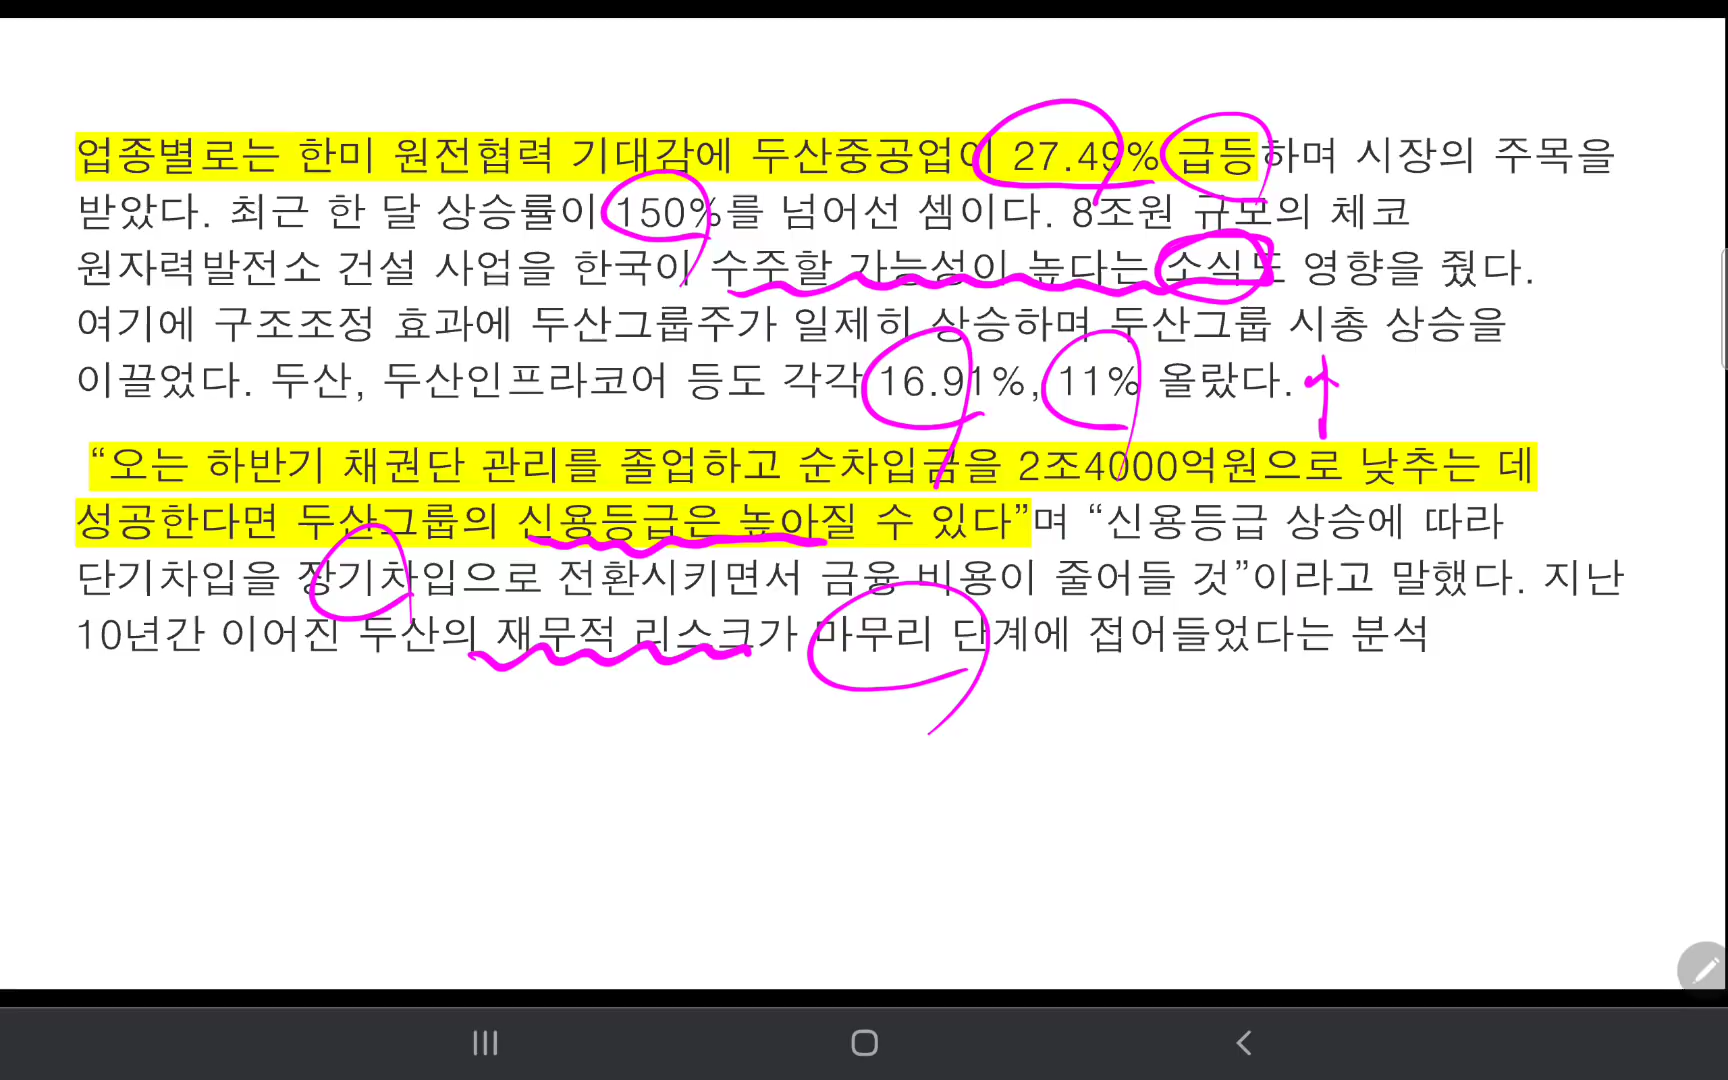 업종별로는 한미 원전협력 기대감에 두산중공업이 27.49% 급등하며 시장의 주목을
받았다. 최근 한 달 상승률이 150%를 넘어선 셈이다. 8조원 규모의 체코
원자력발전소 건설 사업을 한국이 수주할 가능성이 높다는 소식도 영향을 줬다.
여기에 구조조정 효과에 두산그룹주가 일제히 상승하며 두산그룹 시총 상승을
이끌었다. 두산, 두산인프라코어 등도 각각 16.91%, 11% 올랐다.
“오는 하반기 채권단 관리를 졸업하고 순차입금을 2조4000억원으로 낮추는 데
성공한다면 두산그룹의 신용등급은 높아질 수 있다”며 “신용등급 상승에 따라
단기차입을 장기차입으로 전환시키면서 금융 비용이 줄어들 것”이라고 말했다. 지난
10년간 이어진 두산의 재무적 리스크가 마무리 단계에 접어들었다는 분석